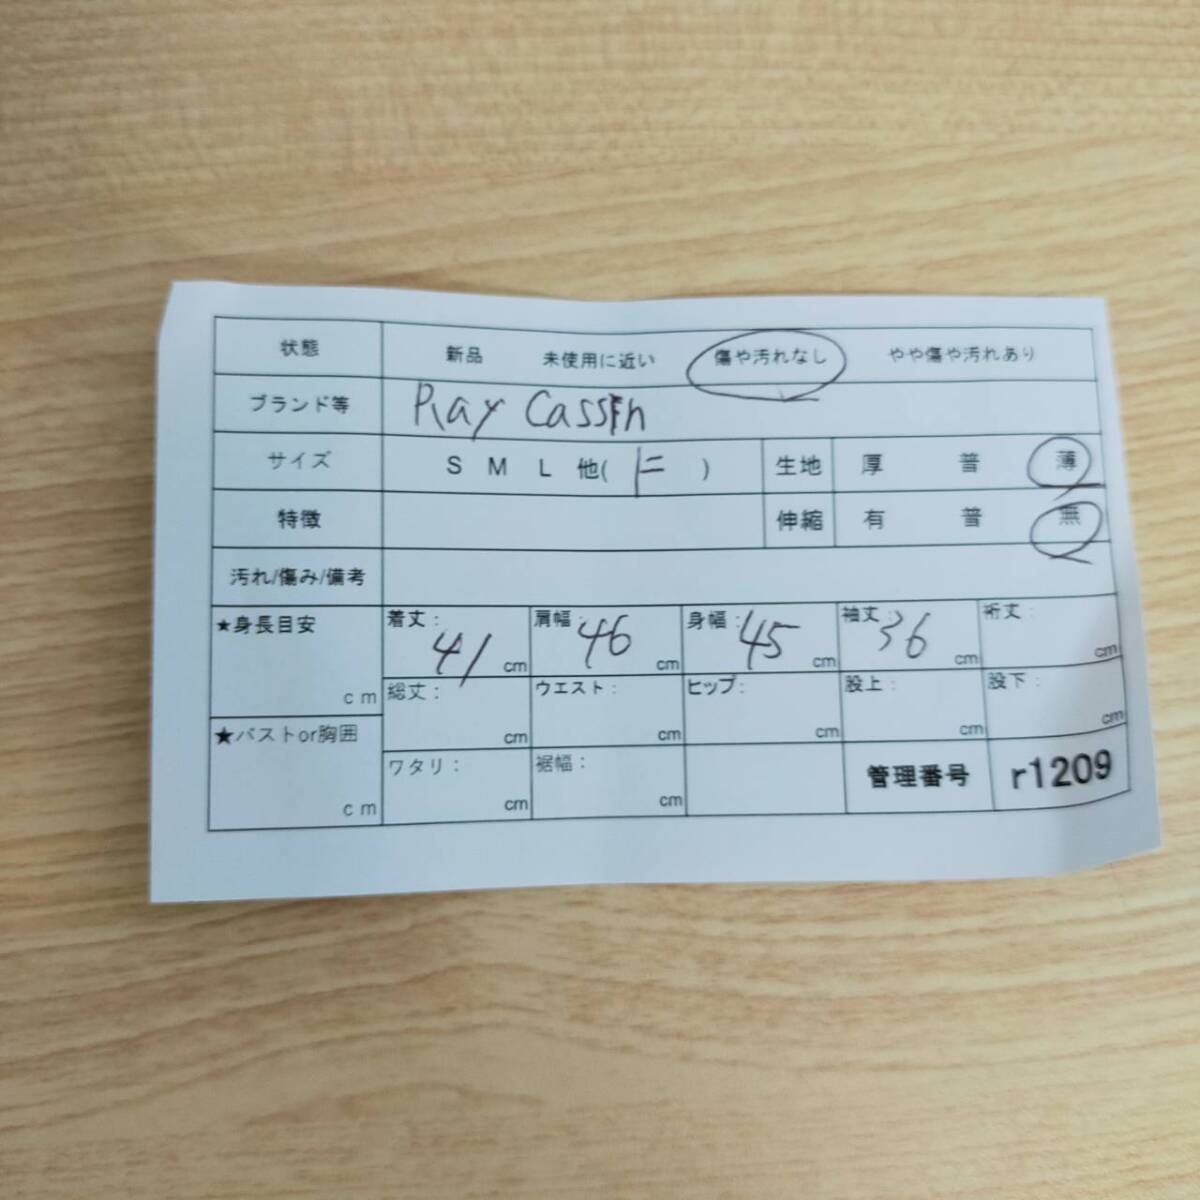 状態 新品 未使用に近い 傷や汚れなし やや傷や汚れあり
ブランド等 Ray Cassin
サイズ S M L 他( ) 生地 厚 普 薄
特徴 伸縮 有 普 無
汚れ/傷み/備考
★身長目安 cm 着丈: 41 cm 肩幅: 46 cm 身幅: 45 cm 袖丈: 36 cm 裄丈: cm
総丈: cm ウエスト: cm ヒップ: cm 股上: cm 股下: cm
★バストor胸囲 cm ワタリ: cm 裾幅: cm 管理番号 r1209